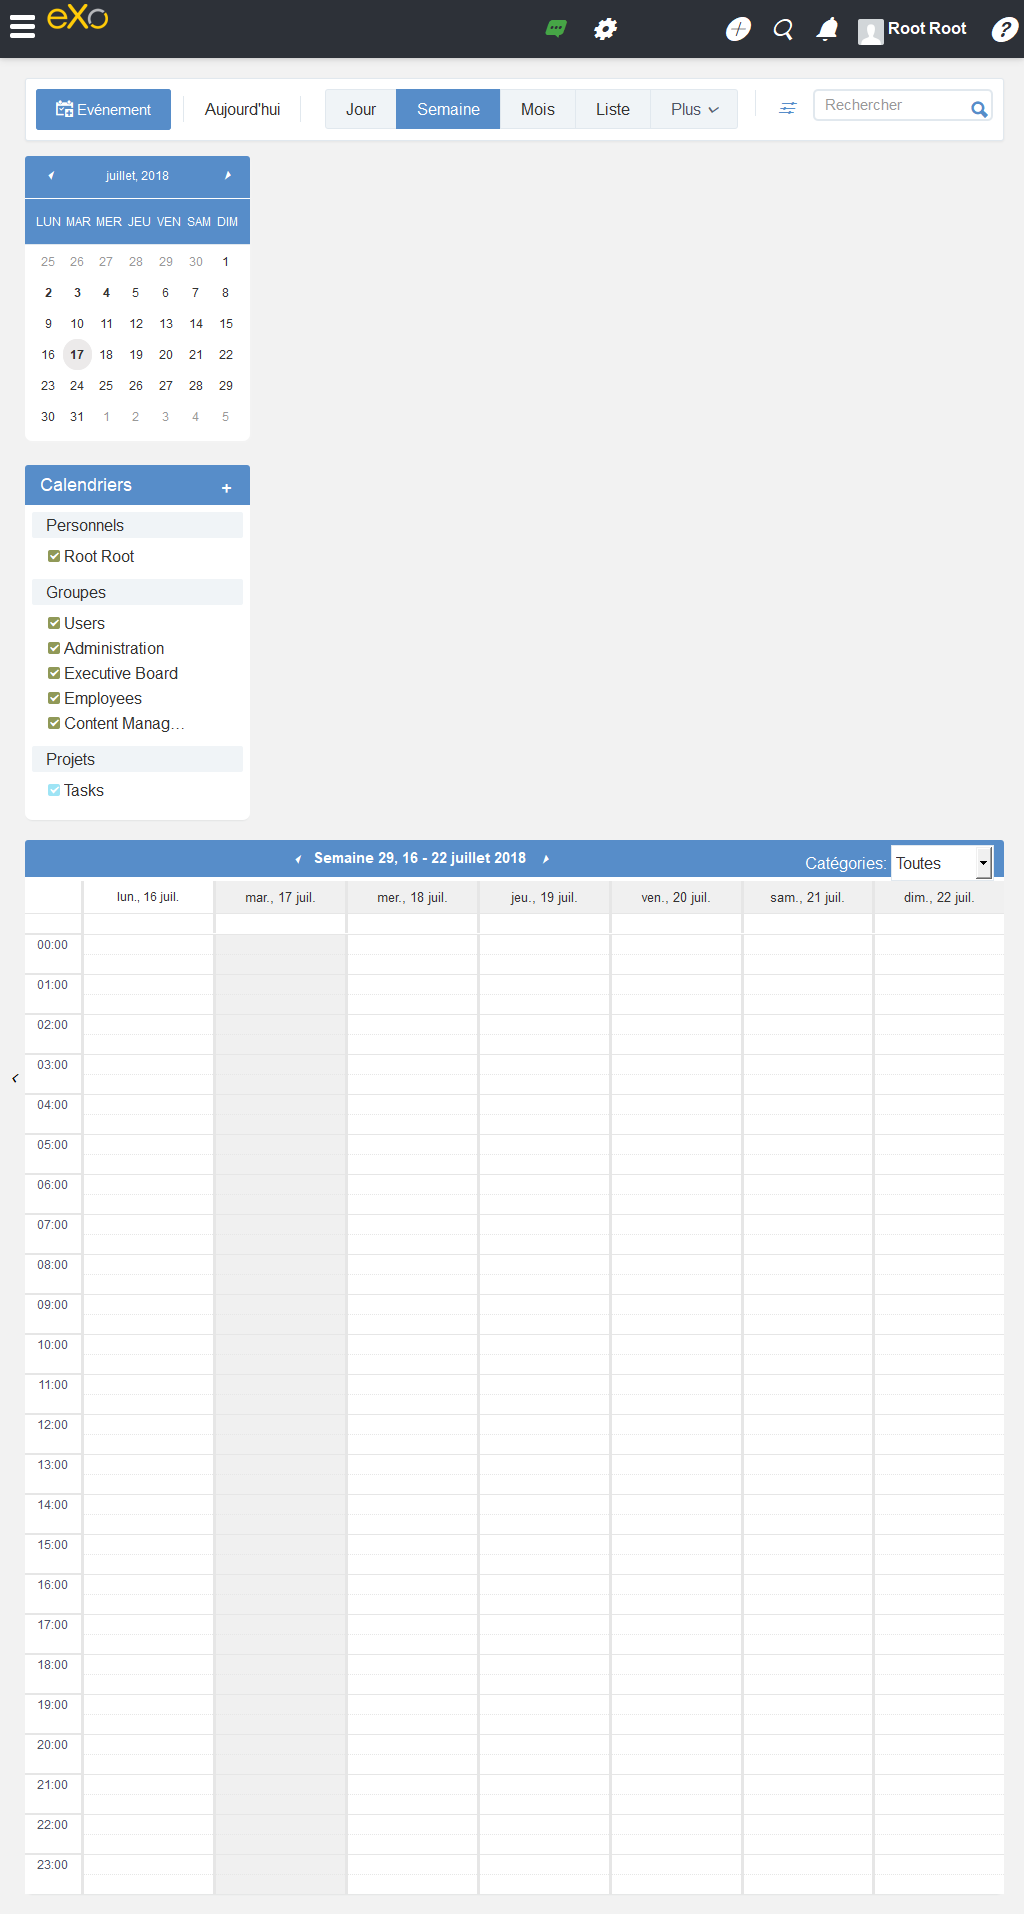 eXo
Root Root
?
Evénement Aujourd'hui Jour Semaine Mois Liste Plus Rechercher
juillet, 2018
LUN MAR MER JEU VEN SAM DIM
25 26 27 28 29 30 1
2 3 4 5 6 7 8
9 10 11 12 13 14 15
16 17 18 19 20 21 22
23 24 25 26 27 28 29
30 31 1 2 3 4 5
Calendriers +
Personnels
Root Root
Groupes
Users
Administration
Executive Board
Employees
Content Manag...
Projets
Tasks
Semaine 29, 16 - 22 juillet 2018
Catégories: Toutes
lun., 16 juil. mar., 17 juil. mer., 18 juil. jeu., 19 juil. ven., 20 juil. sam., 21 juil. dim., 22 juil.
00:00
01:00
02:00
03:00
04:00
05:00
06:00
07:00
08:00
09:00
10:00
11:00
12:00
13:00
14:00
15:00
16:00
17:00
18:00
19:00
20:00
21:00
22:00
23:00